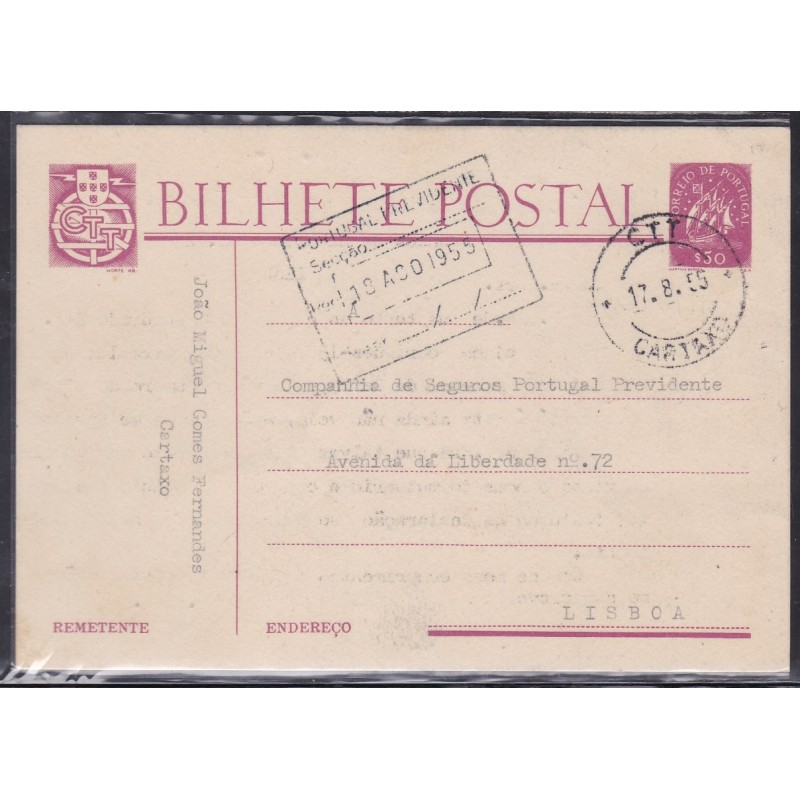 BILHETE POSTAL
CORREIO DE PORTUGAL
$50
CTT
NORTE
PORTUGAL PREVIDENTE
Secção
18 AGO 1955
CTT
17. 8. 55
CARTAXO
João Miguel Gomes Fernandes
Cartaxo
Companhia de Seguros Portugal Previdente
Avenida da Liberdade nº.72
LISBOA
REMETENTE
ENDEREÇO